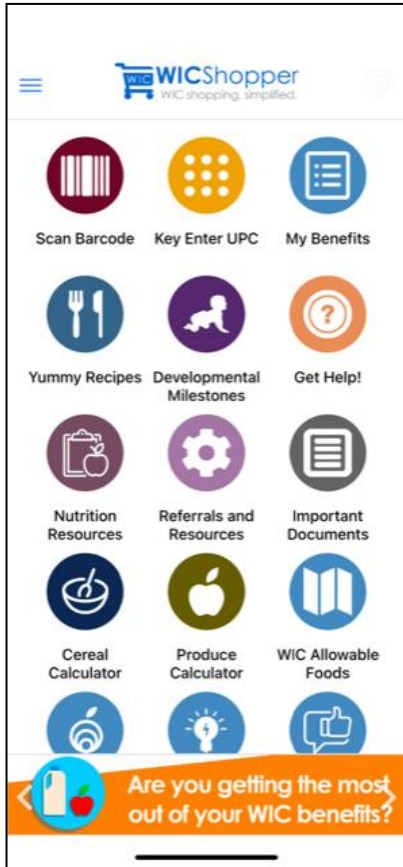 WIC WICShopper
WIC shopping, simplified.
Scan Barcode
Key Enter UPC
My Benefits
Yummy Recipes
Developmental
Milestones
Get Help!
?
Nutrition
Resources
Referrals and
Resources
Important
Documents
Cereal
Calculator
Produce
Calculator
WIC Allowable
Foods
Are you getting the most
out of your WIC benefits?